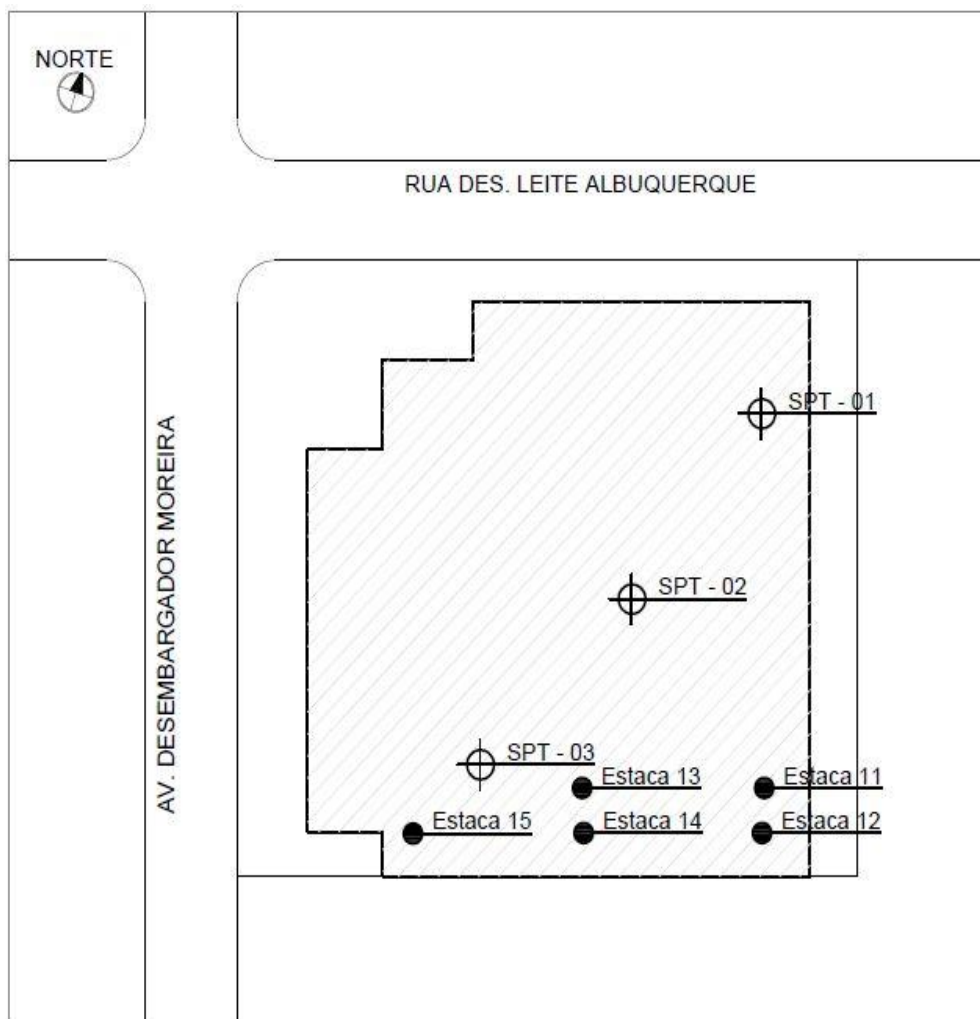 NORTE
RUA DES. LEITE ALBUQUERQUE
AV. DESEMBARGADOR MOREIRA
SPT - 01
SPT - 02
SPT - 03
Estaca 13
Estaca 11
Estaca 15
Estaca 14
Estaca 12